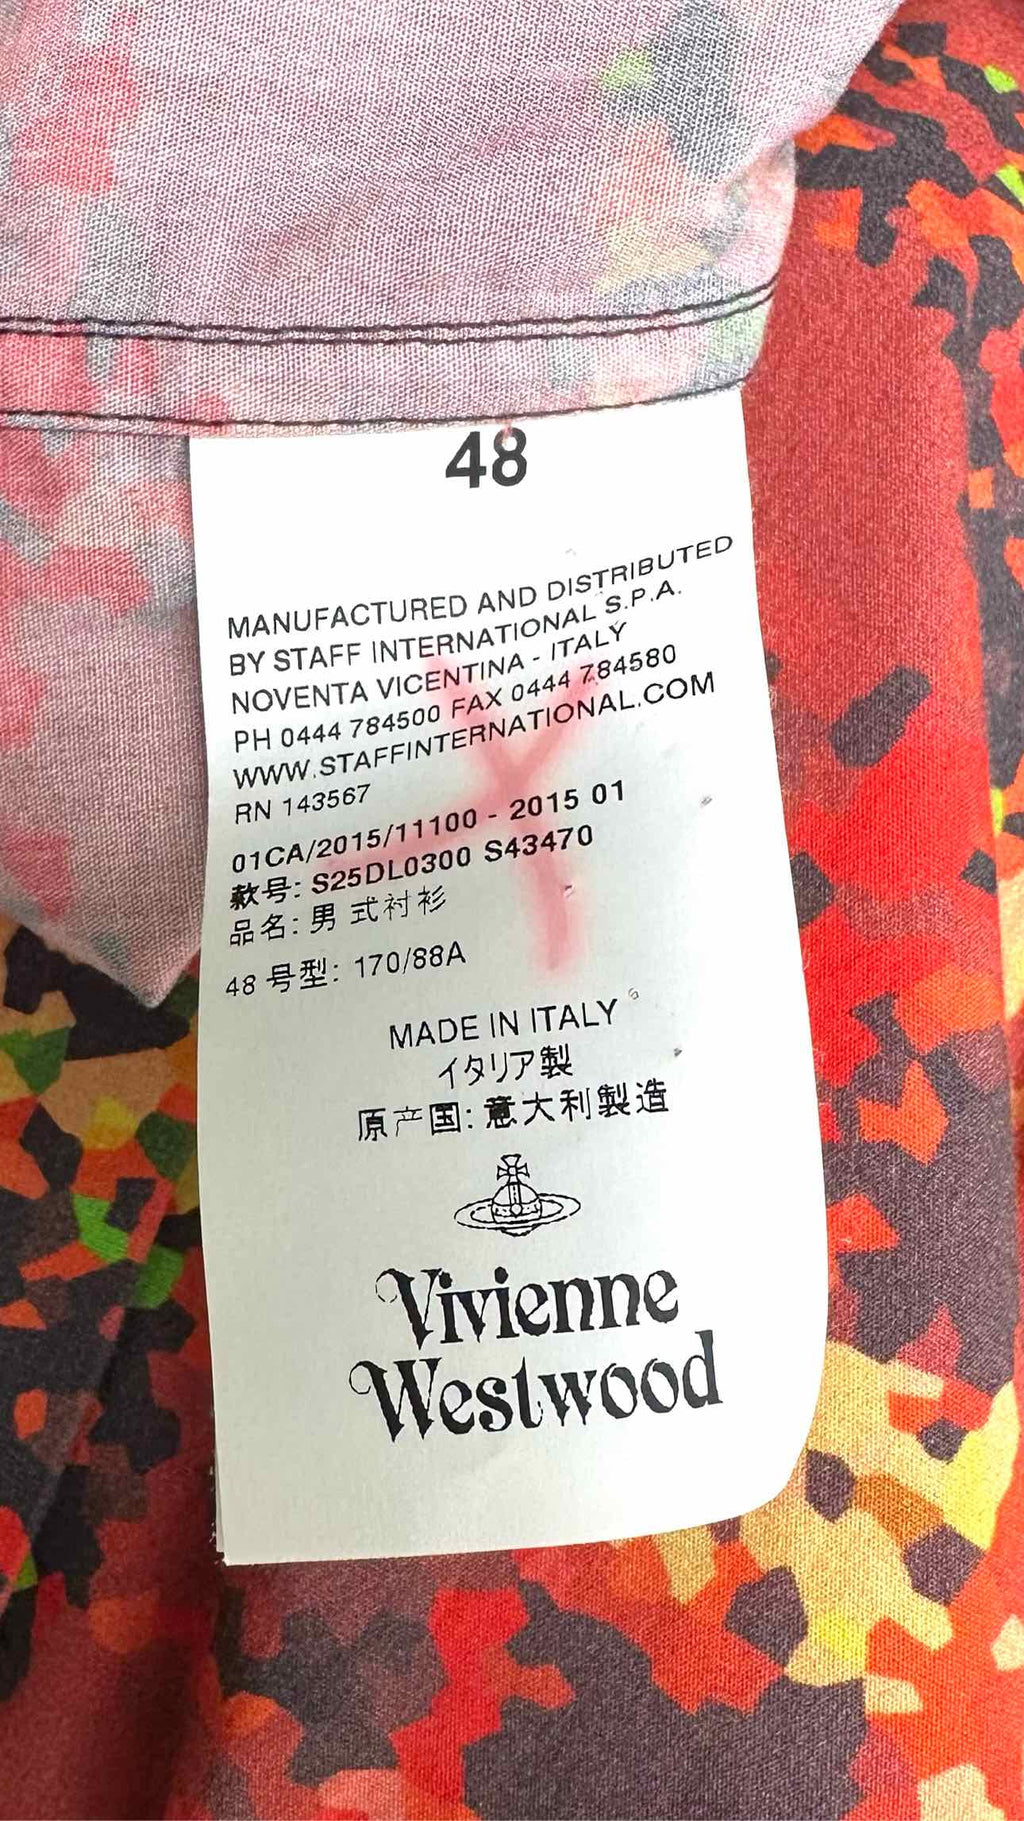 48
MANUFACTURED AND DISTRIBUTED
BY STAFF INTERNATIONAL S.P.A.
NOVENTA VICENTINA - ITALY
PH 0444 784500 FAX 0444 784580
WWW.STAFFINTERNATIONAL.COM
RN 143567
01CA/2015/11100 - 2015 01
款号: S25DL0300 S43470
品名: 男 式衬衫
48 号型: 170/88A
MADE IN ITALY
イタリア製
原产国: 意大利製造
Vivienne
Westwood